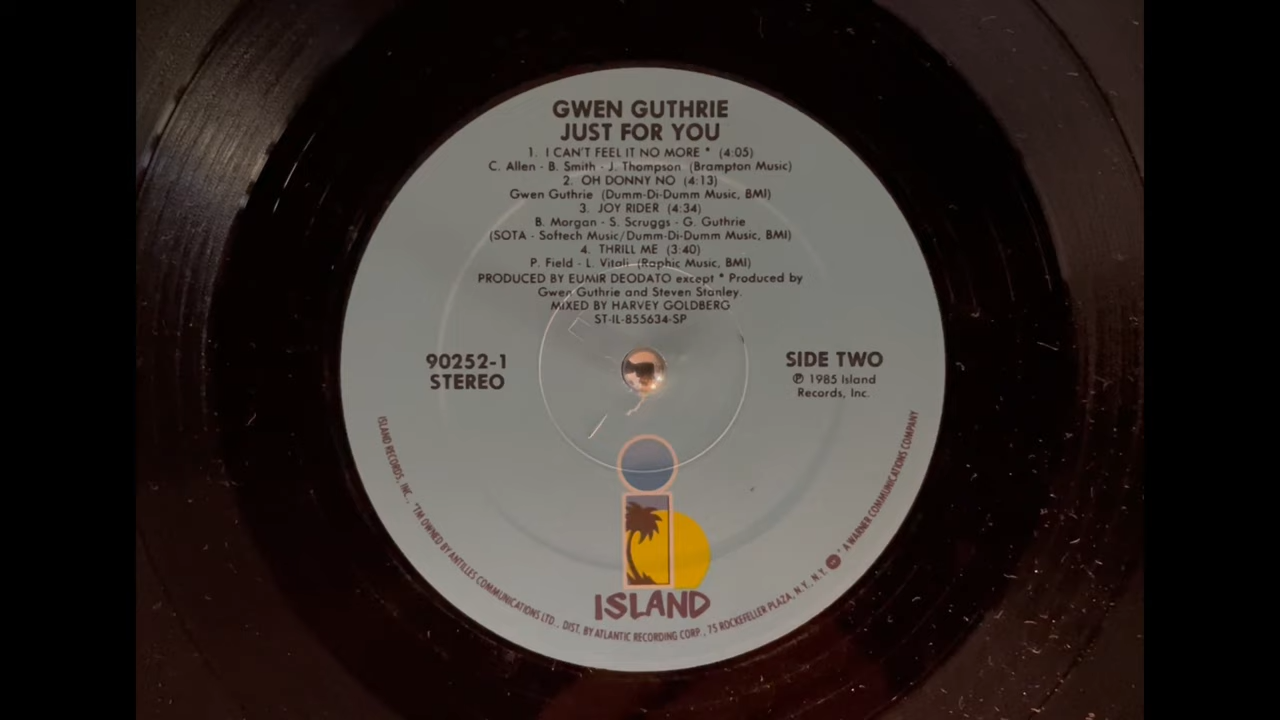 GWEN GUTHRIE
JUST FOR YOU
1. I CAN'T FEEL IT NO MORE * (4:05)
C. Allen - B. Smith - J. Thompson (Brampton Music)
2. OH DONNY NO (4:13)
Gwen Guthrie (Dumm-Di-Dumm Music, BMI)
3. JOY RIDER (4:34)
B. Morgan - S. Scruggs - G. Guthrie
(SOTA - Softech Music/Dumm-Di-Dumm Music, BMI)
4. THRILL ME (3:40)
P. Field - L. Vitali (Raphic Music, BMI)
PRODUCED BY EUMIR DEODATO except * Produced by
Gwen Guthrie and Steven Stanley.
MIXED BY HARVEY GOLDBERG
ST-IL-855634-SP
90252-1
STEREO
SIDE TWO
℗ 1985 Island
Records, Inc.
ISLAND
ISLAND RECORDS, INC., *TM OWNED BY ANTILLES COMMUNICATIONS LTD., DIST. BY ATLANTIC RECORDING CORP., 75 ROCKEFELLER PLAZA, N.Y., N.Y. * A WARNER COMMUNICATIONS COMPANY